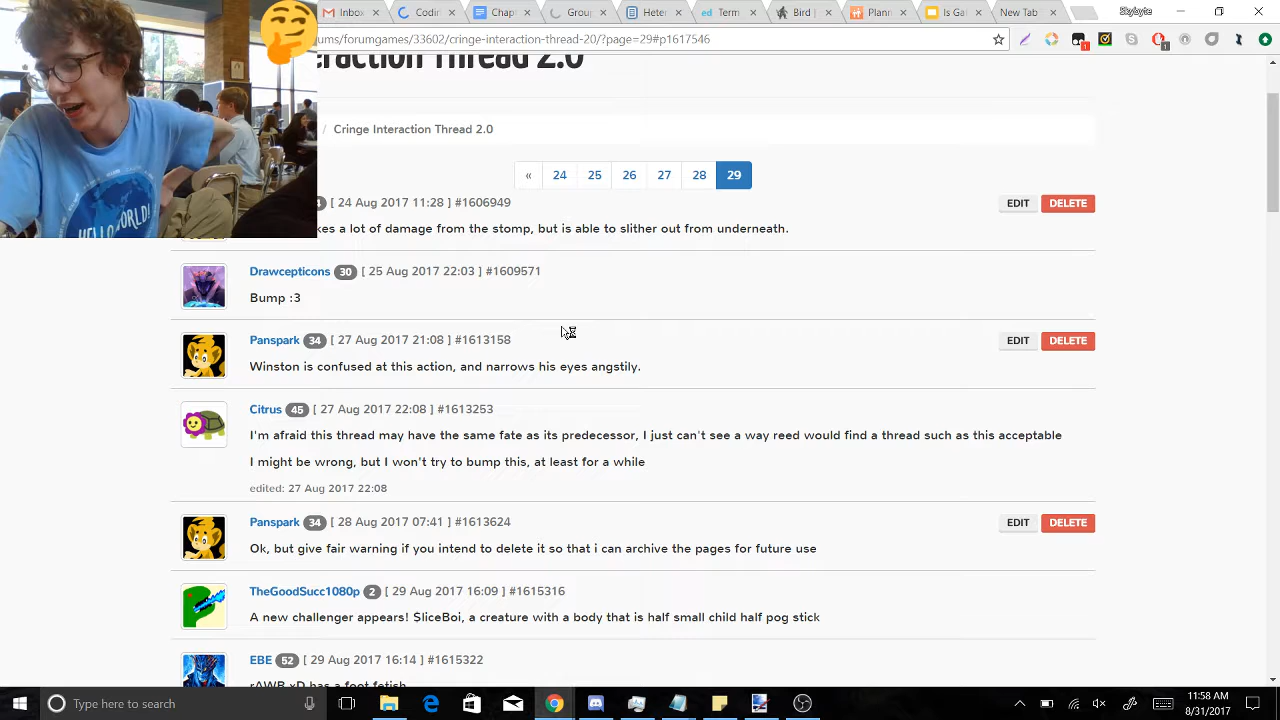 Inbox
Codin
Chap
Group
Heter
Term
Bird |
Plann
Is Ga
New Tab
Skylette
ums/forumgames/33602/cringe-interaction-thread-20/?page=29#p1617546
eraction Thread 2.0
HELLO WORLD!
/ Cringe Interaction Thread 2.0
« 24 25 26 27 28 29
[ 24 Aug 2017 11:28 ] #1606949
EDIT DELETE
kes a lot of damage from the stomp, but is able to slither out from underneath.
Drawcepticons 30 [ 25 Aug 2017 22:03 ] #1609571
Bump :3
Panspark 34 [ 27 Aug 2017 21:08 ] #1613158
EDIT DELETE
Winston is confused at this action, and narrows his eyes angstily.
Citrus 45 [ 27 Aug 2017 22:08 ] #1613253
I'm afraid this thread may have the same fate as its predecessor, I just can't see a way reed would find a thread such as this acceptable
I might be wrong, but I won't try to bump this, at least for a while
edited: 27 Aug 2017 22:08
Panspark 34 [ 28 Aug 2017 07:41 ] #1613624
EDIT DELETE
Ok, but give fair warning if you intend to delete it so that i can archive the pages for future use
TheGoodSucc1080p 2 [ 29 Aug 2017 16:09 ] #1615316
A new challenger appears! SliceBoi, a creature with a body that is half small child half pog stick
EBE 52 [ 29 Aug 2017 16:14 ] #1615322
rAWR xD has a foot fetish
Type here to search
11:58 AM
8/31/2017